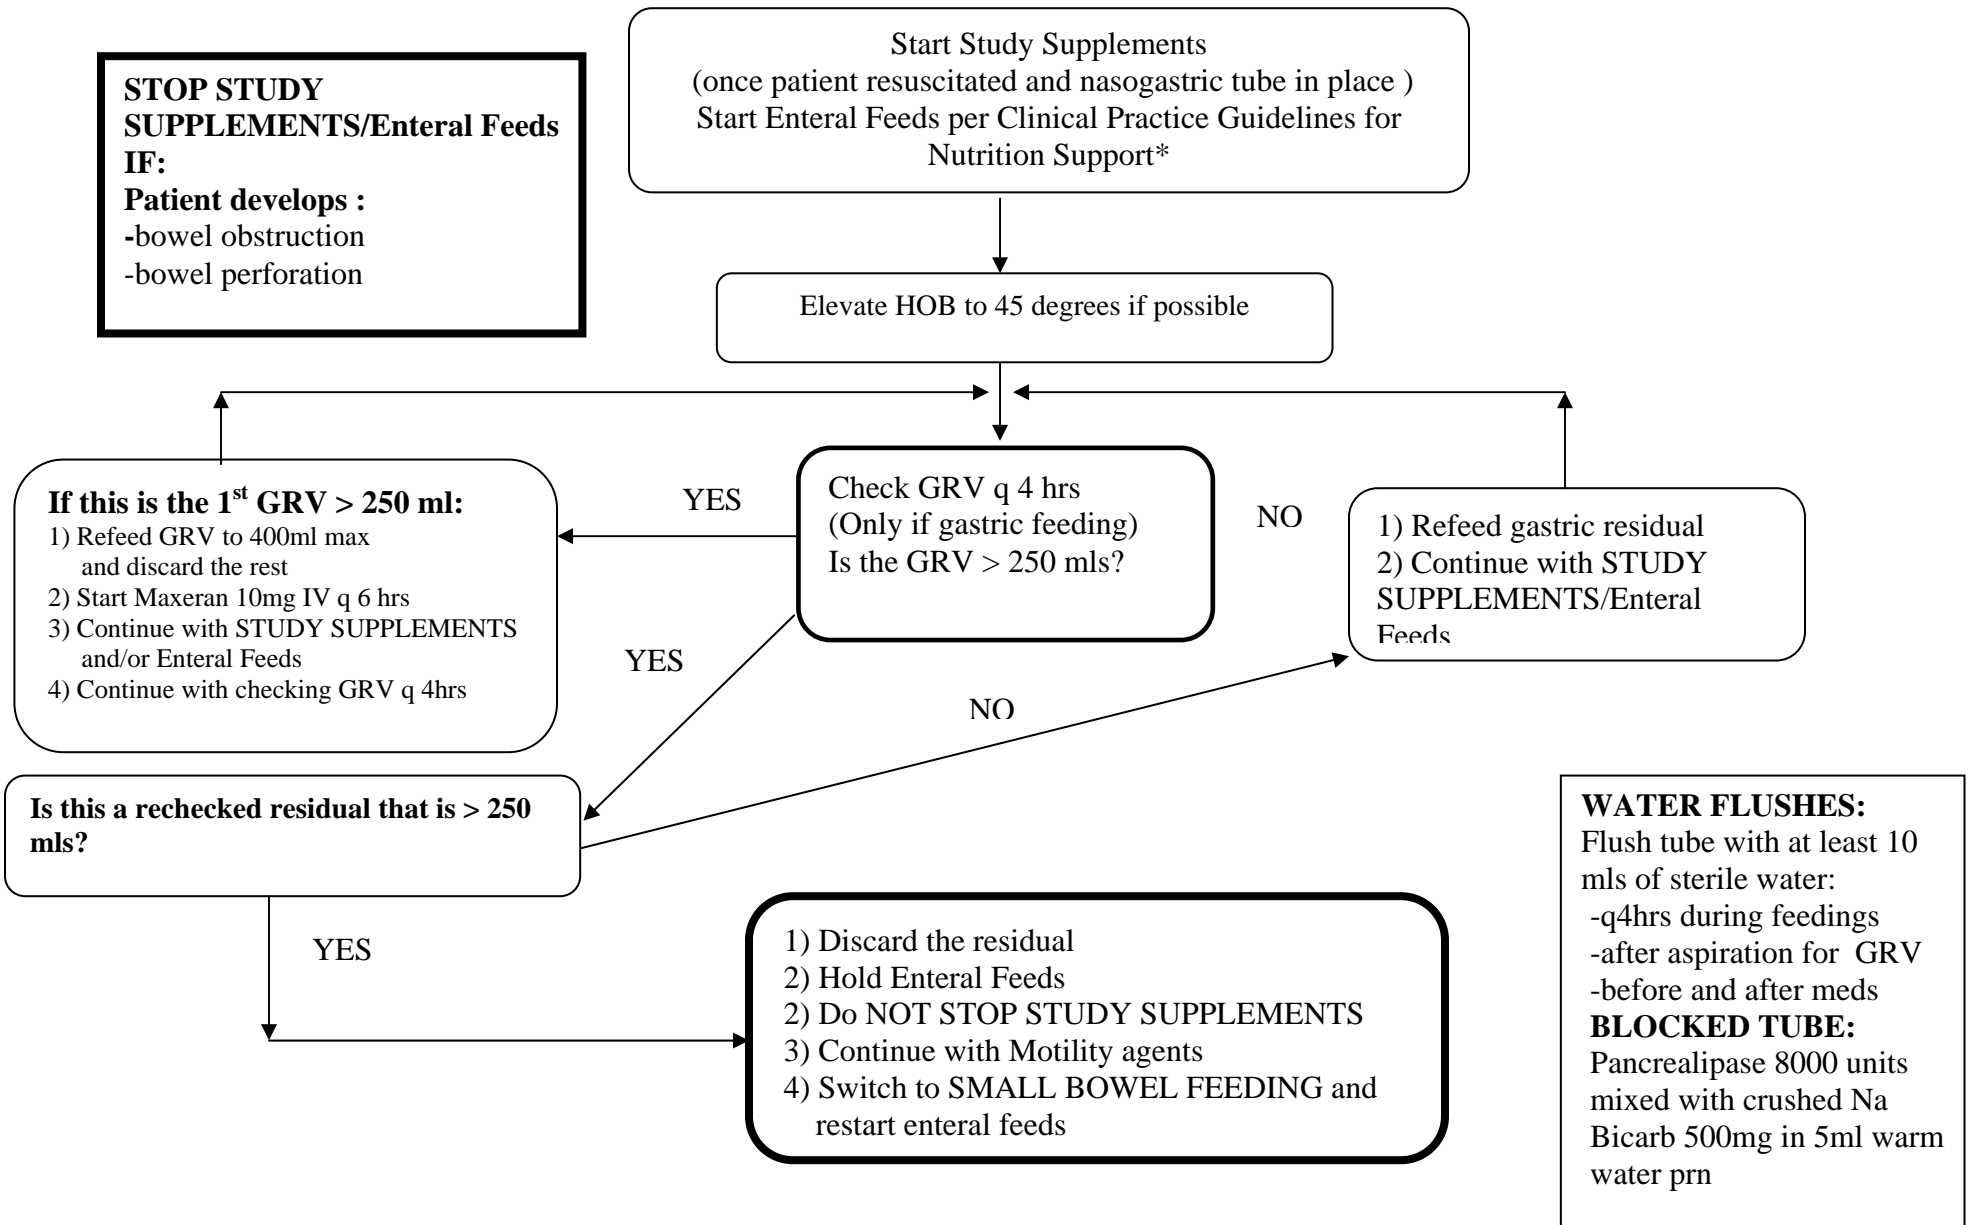 Start Study Supplements
(once patient resuscitated and nasogastric tube in place )
Start Enteral Feeds per Clinical Practice Guidelines for
Nutrition Support*
STOP STUDY
SUPPLEMENTS/Enteral Feeds
IF:
Patient develops :
-bowel obstruction
-bowel perforation
Elevate HOB to 45 degrees if possible
If this is the 1st GRV > 250 ml:
1) Refeed GRV to 400ml max
and discard the rest
2) Start Maxeran 10mg IV q 6 hrs
3) Continue with STUDY SUPPLEMENTS
and/or Enteral Feeds
4) Continue with checking GRV q 4hrs
YES
Check GRV q 4 hrs
(Only if gastric feeding)
Is the GRV > 250 mls?
NO
1) Refeed gastric residual
2) Continue with STUDY
SUPPLEMENTS/Enteral
Feeds
YES
NO
Is this a rechecked residual that is > 250
mls?
YES
1) Discard the residual
2) Hold Enteral Feeds
2) Do NOT STOP STUDY SUPPLEMENTS
3) Continue with Motility agents
4) Switch to SMALL BOWEL FEEDING and
restart enteral feeds
WATER FLUSHES:
Flush tube with at least 10
mls of sterile water:
-q4hrs during feedings
-after aspiration for  GRV
-before and after meds
BLOCKED TUBE:
Pancrealipase 8000 units
mixed with crushed Na
Bicarb 500mg in 5ml warm
water prn